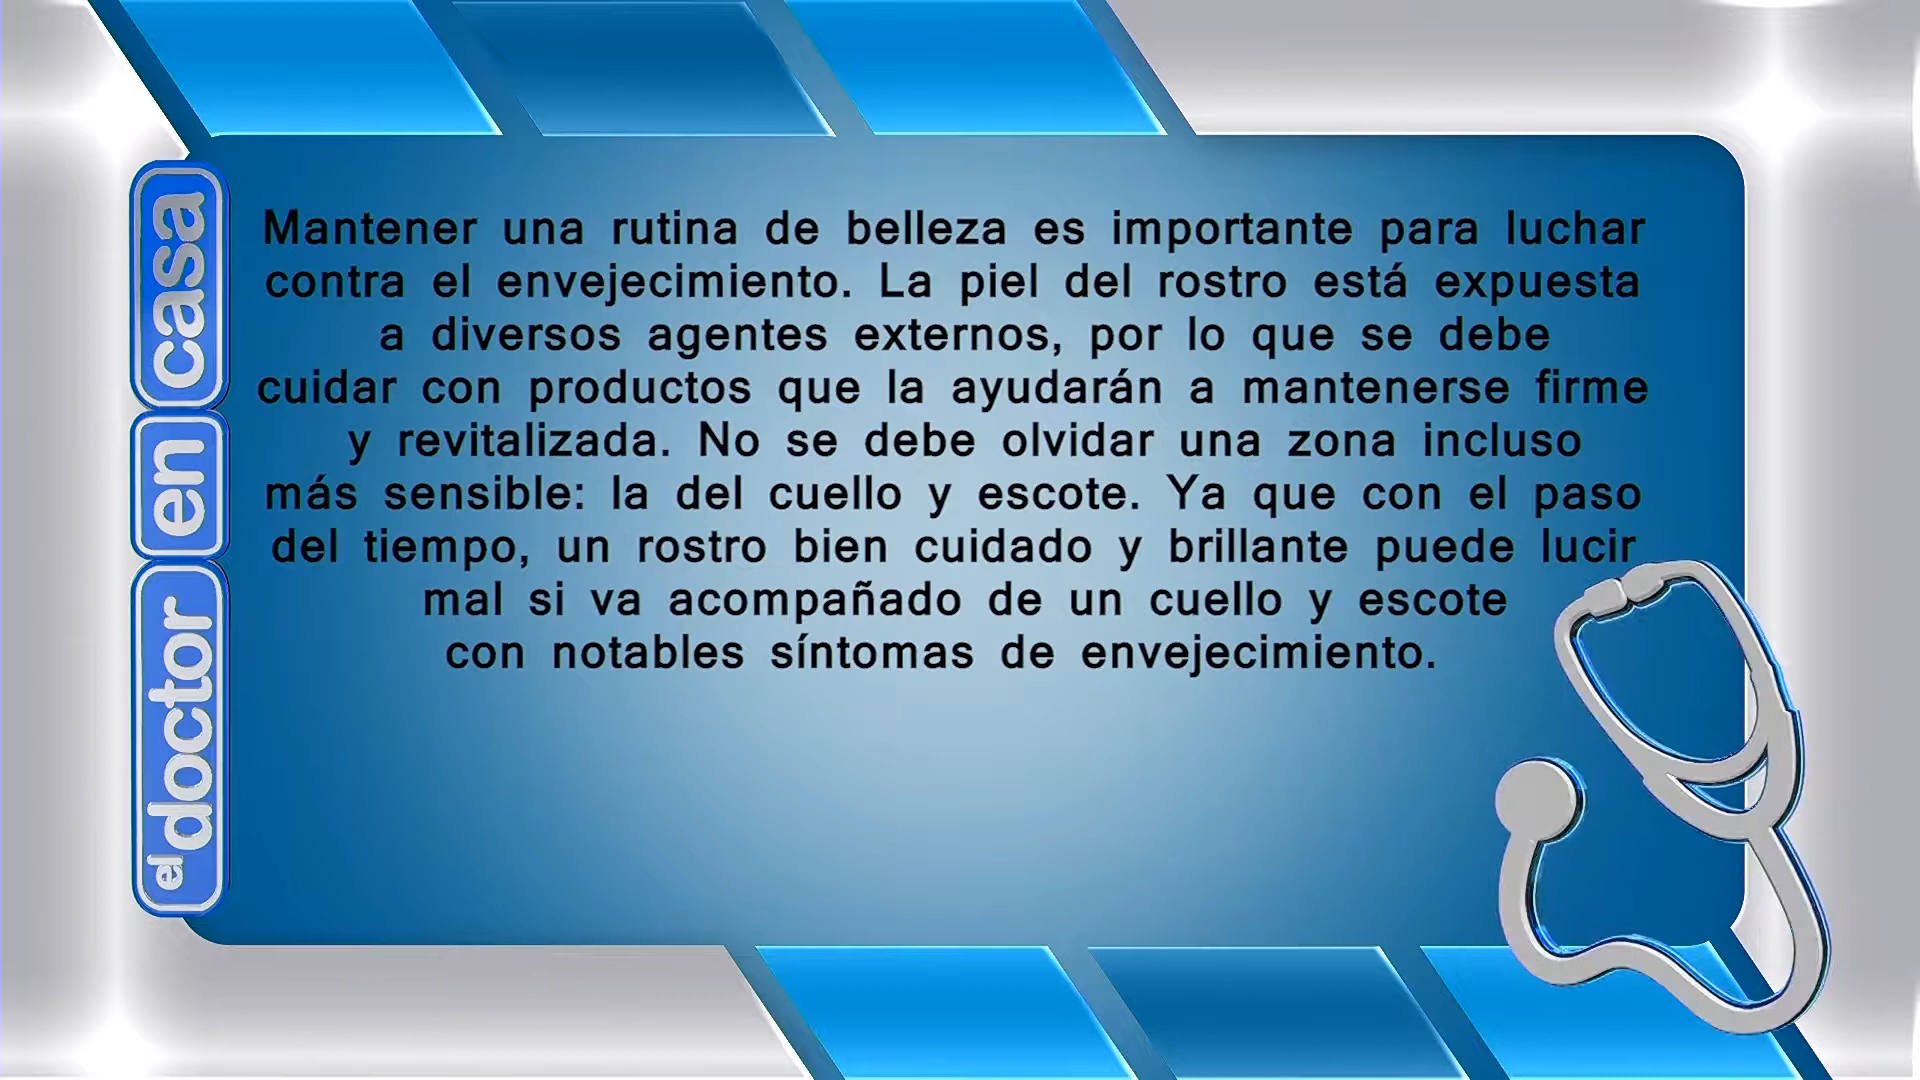 Mantener una rutina de belleza es importante para luchar
contra el envejecimiento. La piel del rostro está expuesta
a diversos agentes externos, por lo que se debe
cuidar con productos que la ayudarán a mantenerse firme
y revitalizada. No se debe olvidar una zona incluso
más sensible: la del cuello y escote. Ya que con el paso
del tiempo, un rostro bien cuidado y brillante puede lucir
mal si va acompañado de un cuello y escote
con notables síntomas de envejecimiento.
el doctor en casa